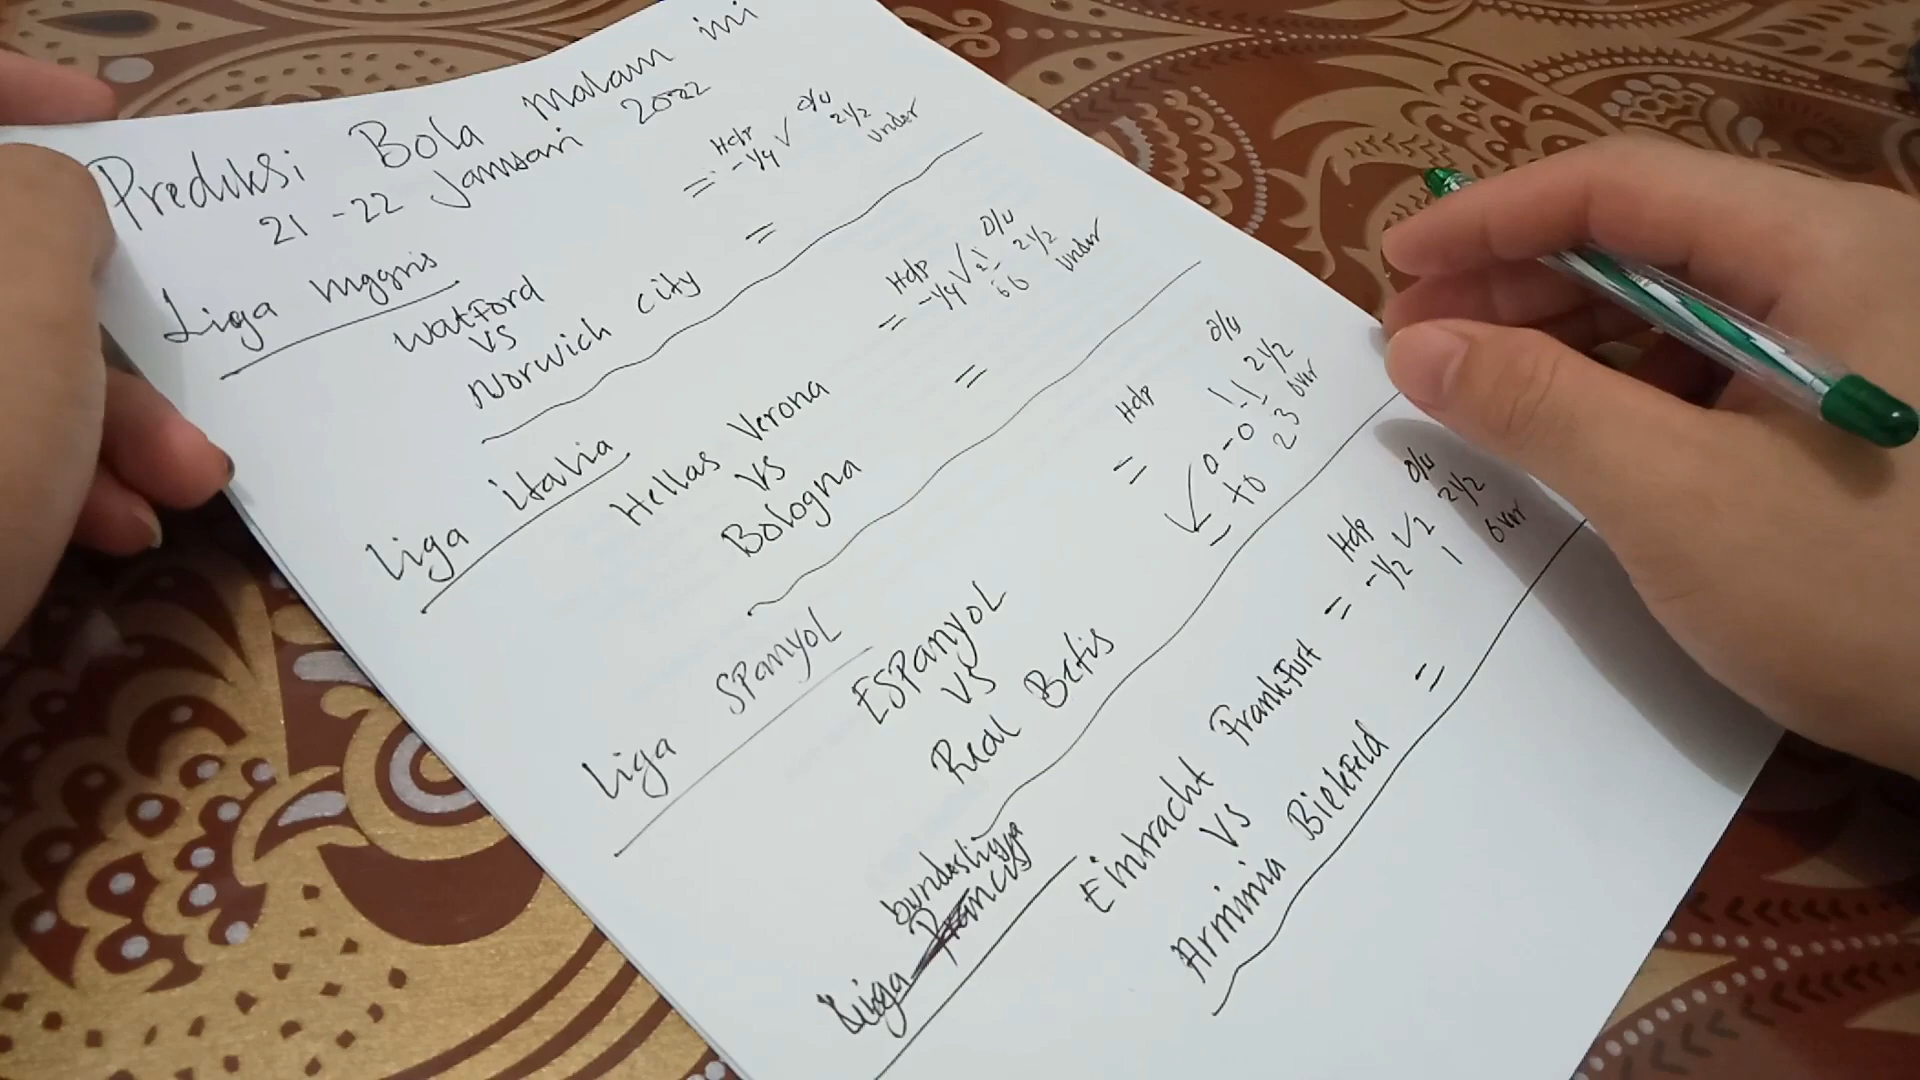 Prediksi Bola Malam ini
21 - 22 Januari 2022
Liga inggris
Watford = Hdp -1/4 √ O/U 2 1/2 Under
VS
Norwich city =
Liga italia
Hellas Verona = Hdp -1/4 √ O/U 2 1/2 Under
VS
Bologna =
Liga SPanyoL
ESPanyoL = Hdp O/U 2 1/2 over
VS
Real Betis = 0 - 0
bundesliga
Liga
Eintracht Frankfurt = Hdp -1/2 √ 2 1 O/U 2 1/2 over
VS
Arminia Bielefeld =